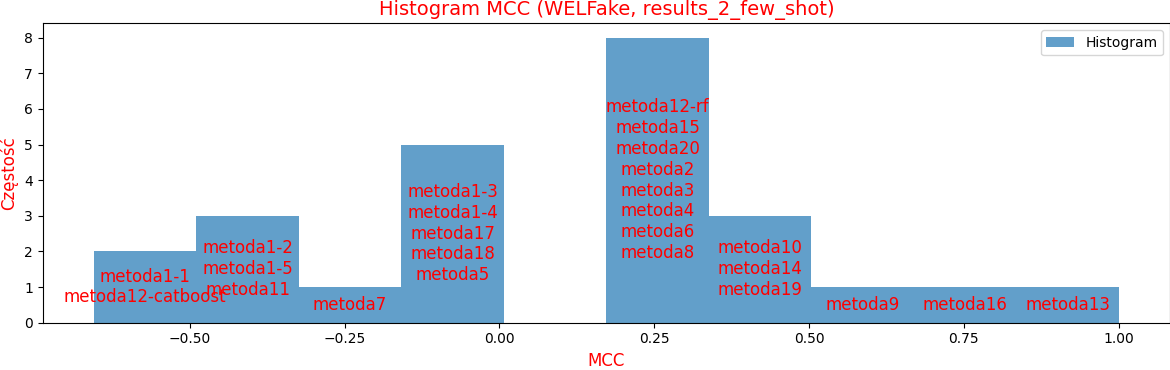 Histogram MCC (WELFake, results_2_few_shot)
Histogram
Częstość
8
7
6
5
4
3
2
1
0
metoda1-1
metoda12-catboost
metoda1-2
metoda1-5
metoda11
metoda7
metoda1-3
metoda1-4
metoda17
metoda18
metoda5
metoda12-rf
metoda15
metoda20
metoda2
metoda3
metoda4
metoda6
metoda8
metoda10
metoda14
metoda19
metoda9
metoda16
metoda13
−0.50 −0.25 0.00 0.25 0.50 0.75 1.00
MCC